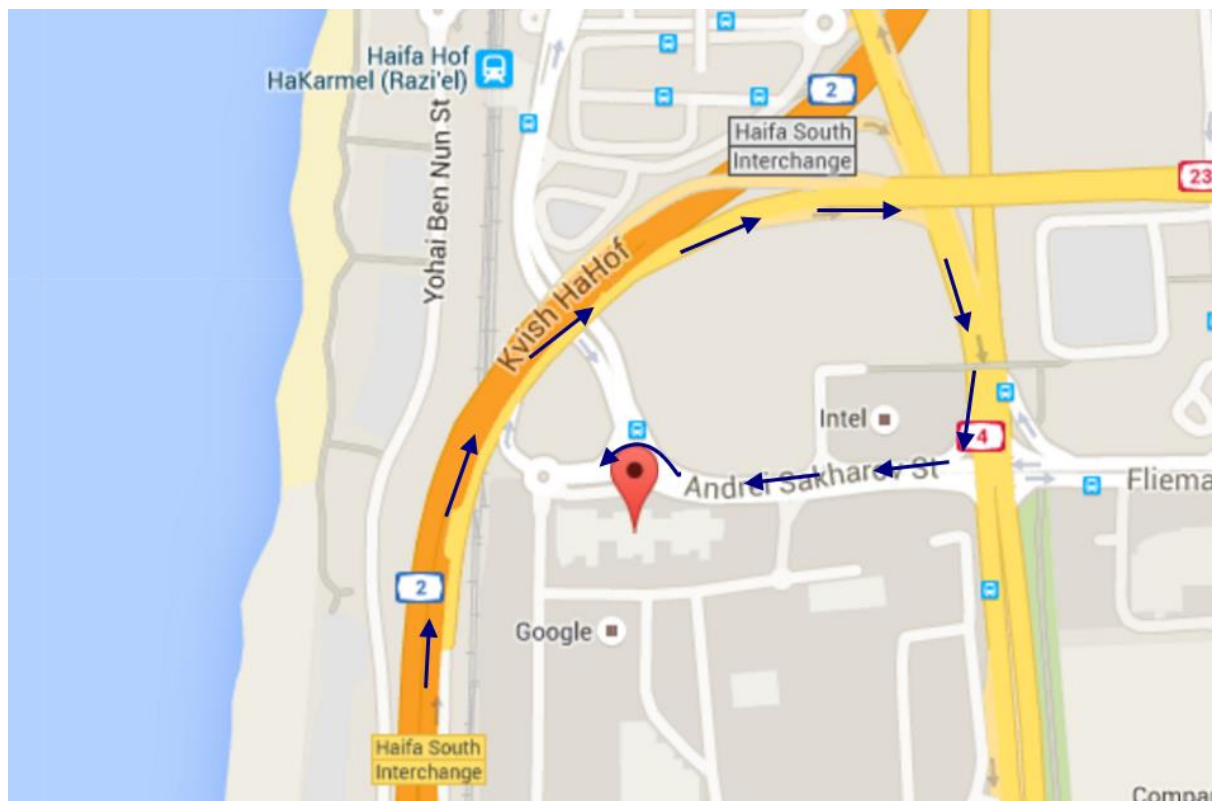 Haifa Hof
HaKarmel (Razi'el)
2
Haifa South
Interchange
23
Yohai Ben Nun St
Kvish HaHof
Intel
4
Andrei Sakharov St
2
Google
Haifa South
Interchange